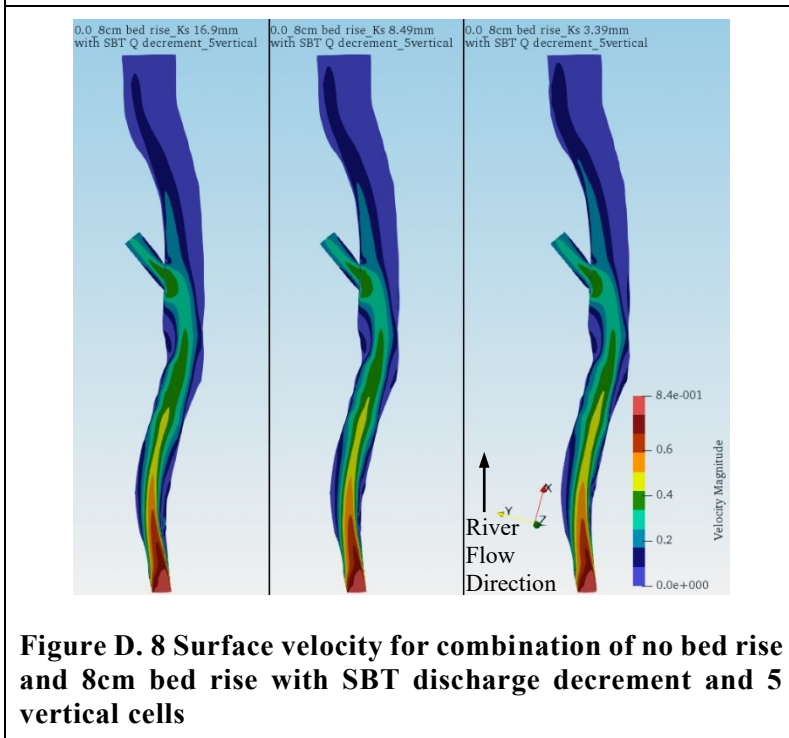 0.0_8cm bed rise_Ks 16.9mm
with SBT Q decrement_5vertical
0.0_8cm bed rise_Ks 8.49mm
with SBT Q decrement_5vertical
0.0_8cm bed rise_Ks 3.39mm
with SBT Q decrement_5vertical
8.4e-001
0.6
0.4
0.2
0.0e+000
Velocity Magnitude
X
Y
Z
River
Flow
Direction
Figure D. 8 Surface velocity for combination of no bed rise
and 8cm bed rise with SBT discharge decrement and 5
vertical cells